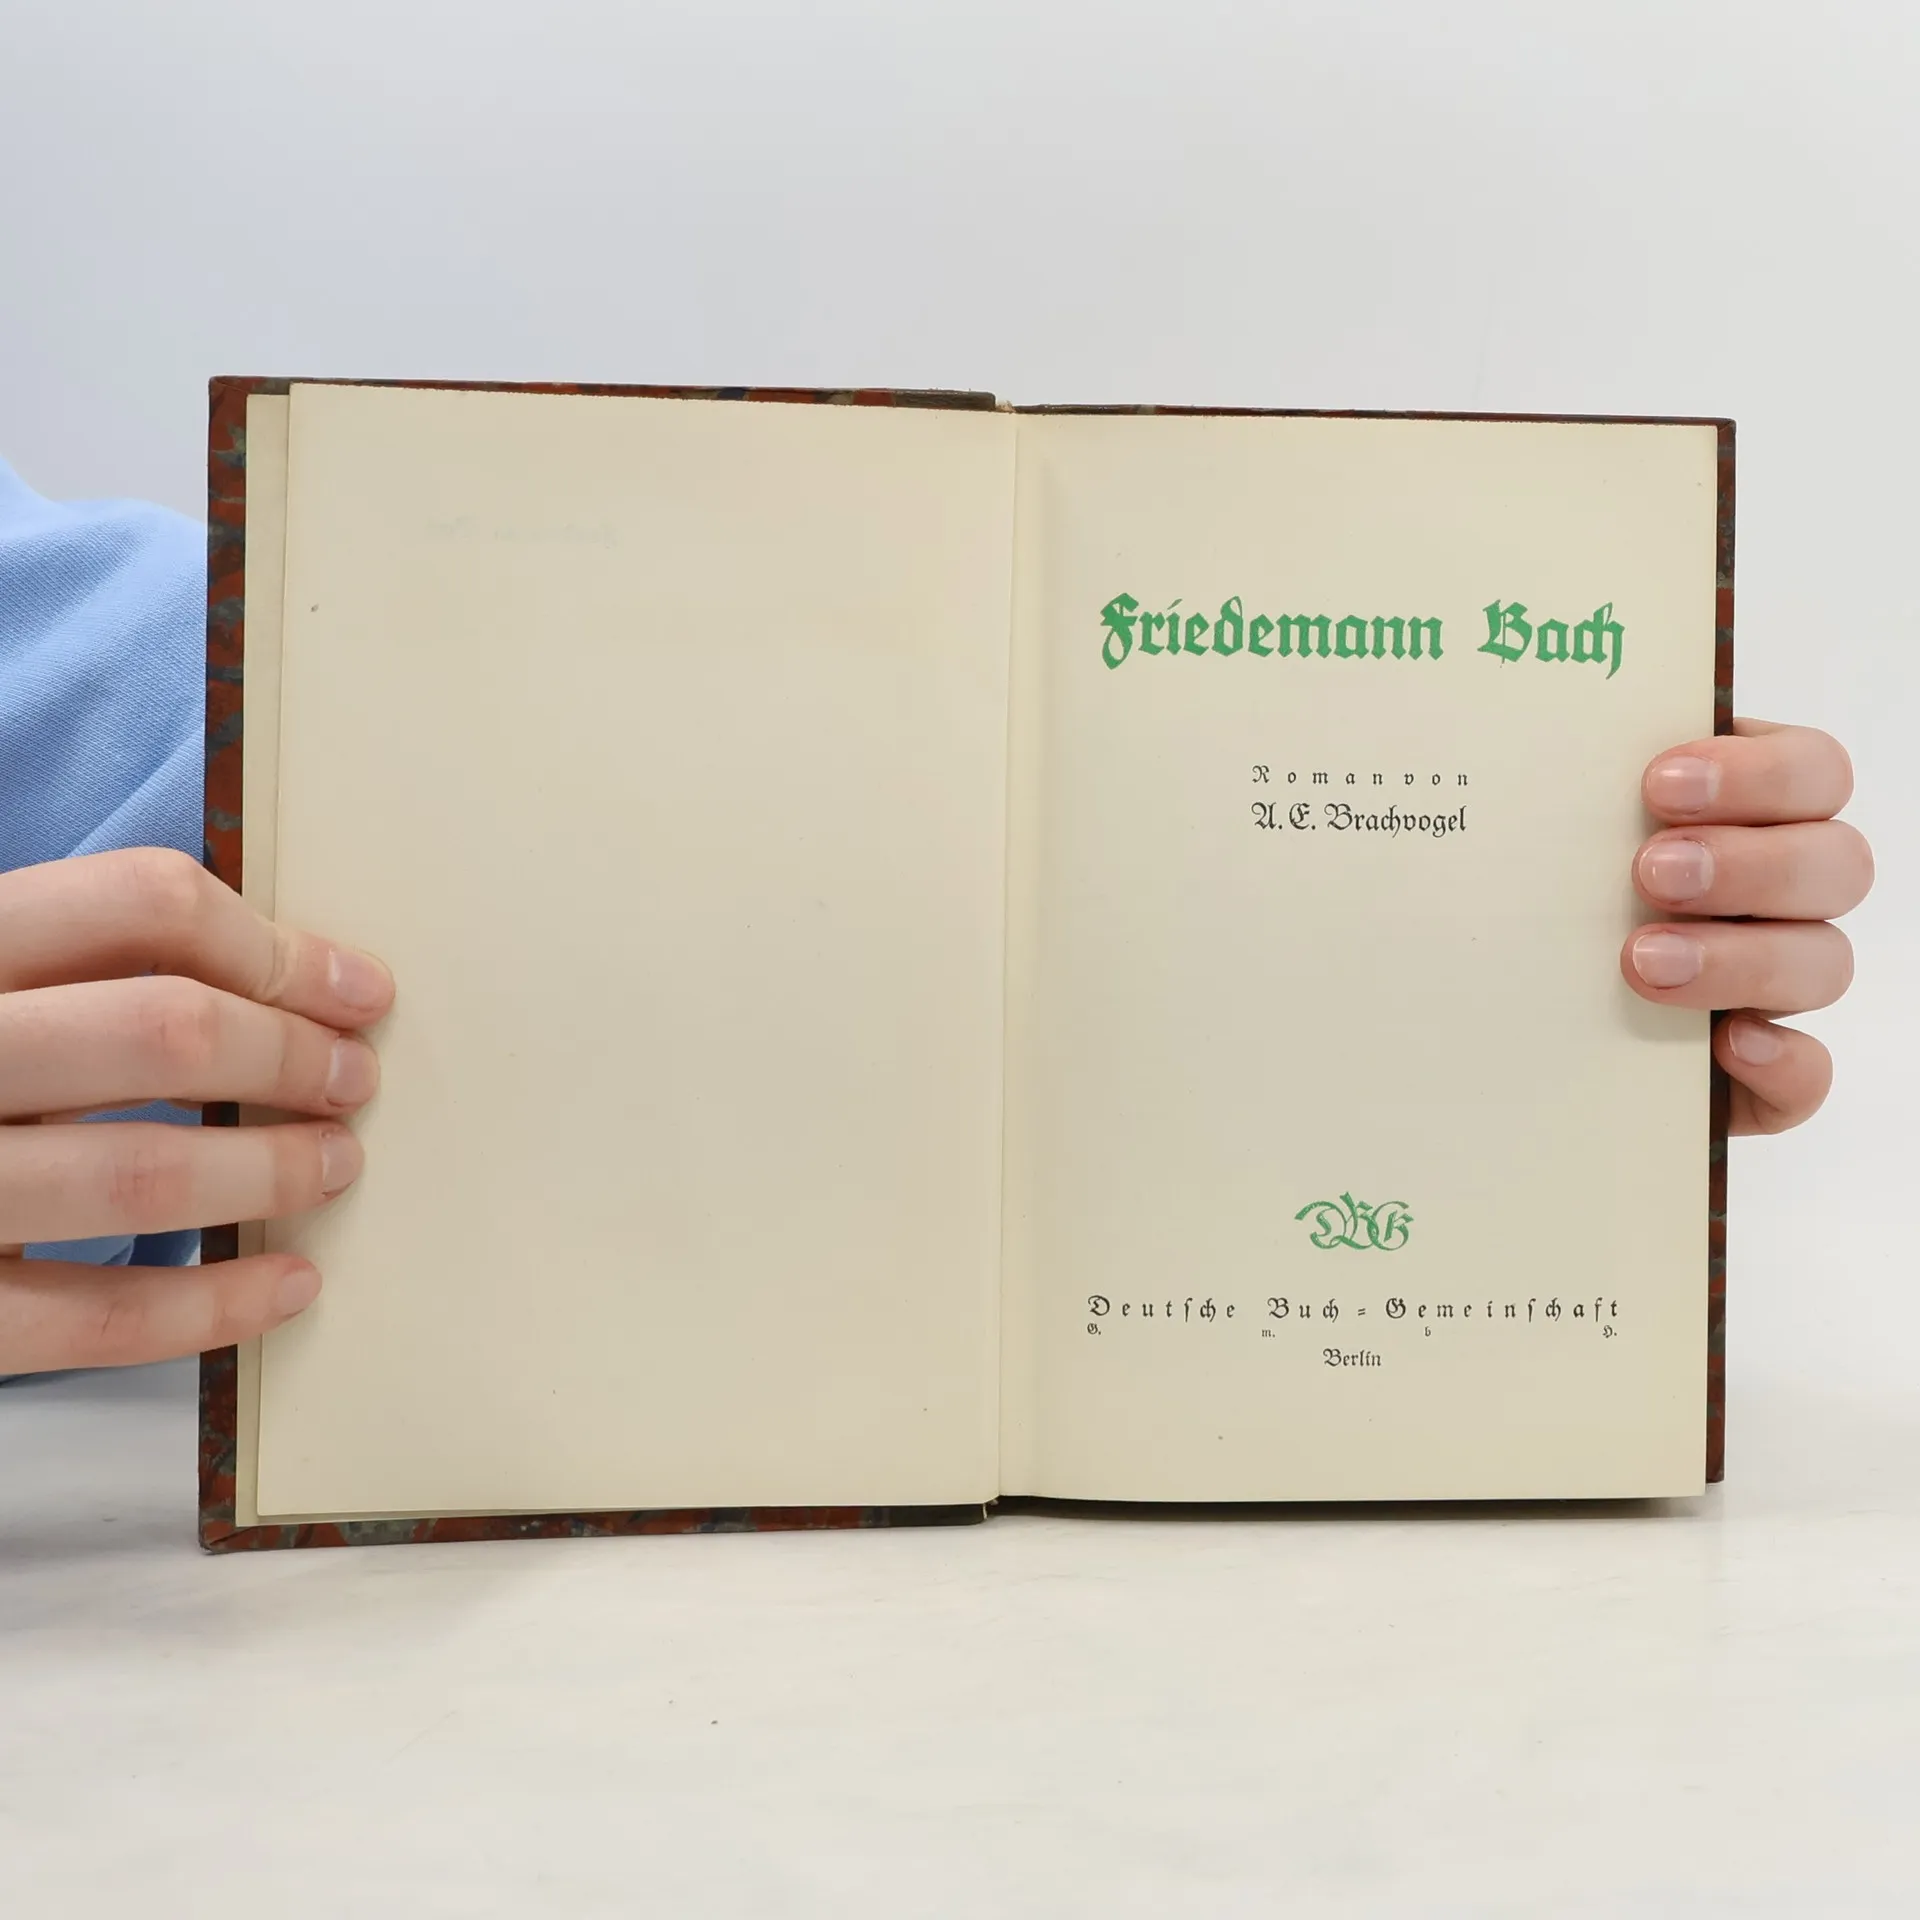 Friedemann Bach
Roman von
A. E. Brachvogel
DBG
Deutſche Buch-Gemeinſchaft
G. m. b H.
Berlin